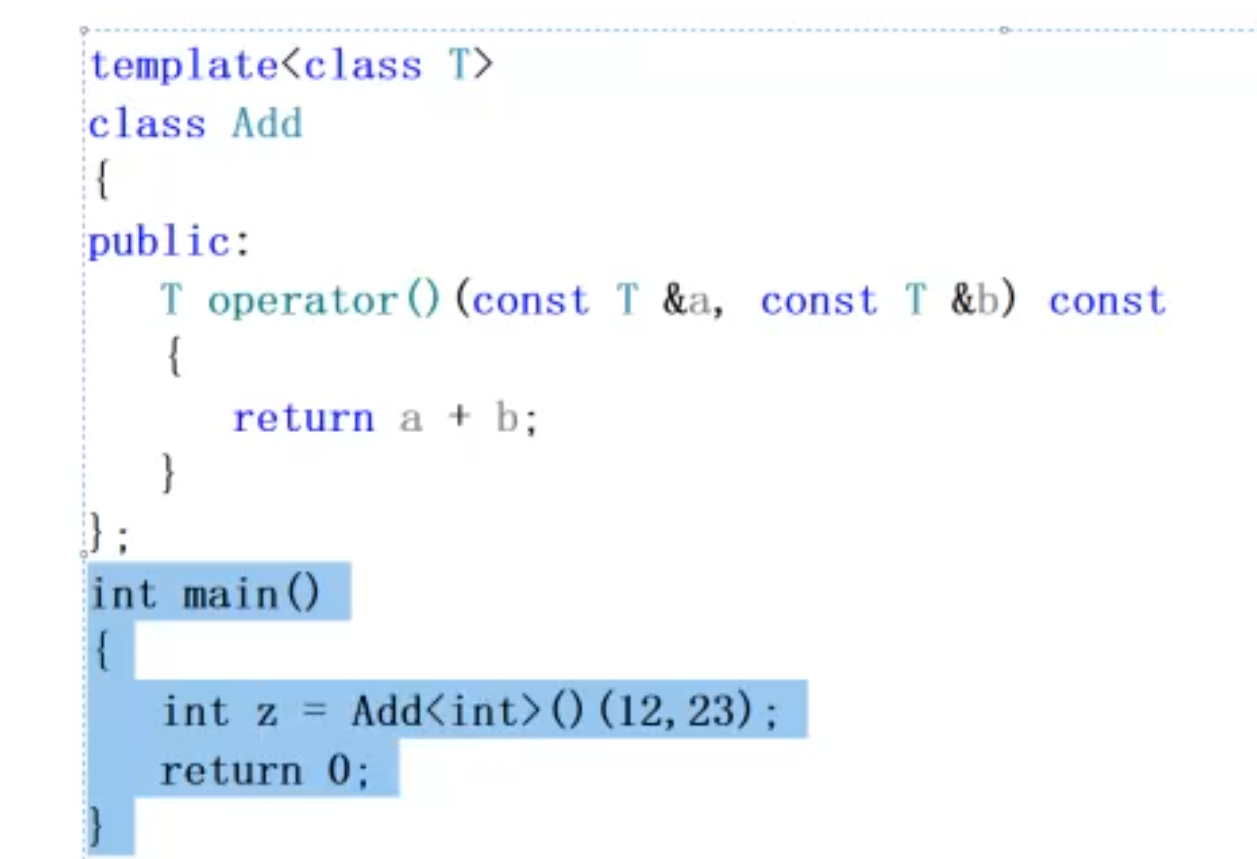 template<class T>
class Add
{
public:
T operator()(const T &a, const T &b) const
{
return a + b;
}
};
int main()
{
int z = Add<int>()(12,23);
return 0;
}